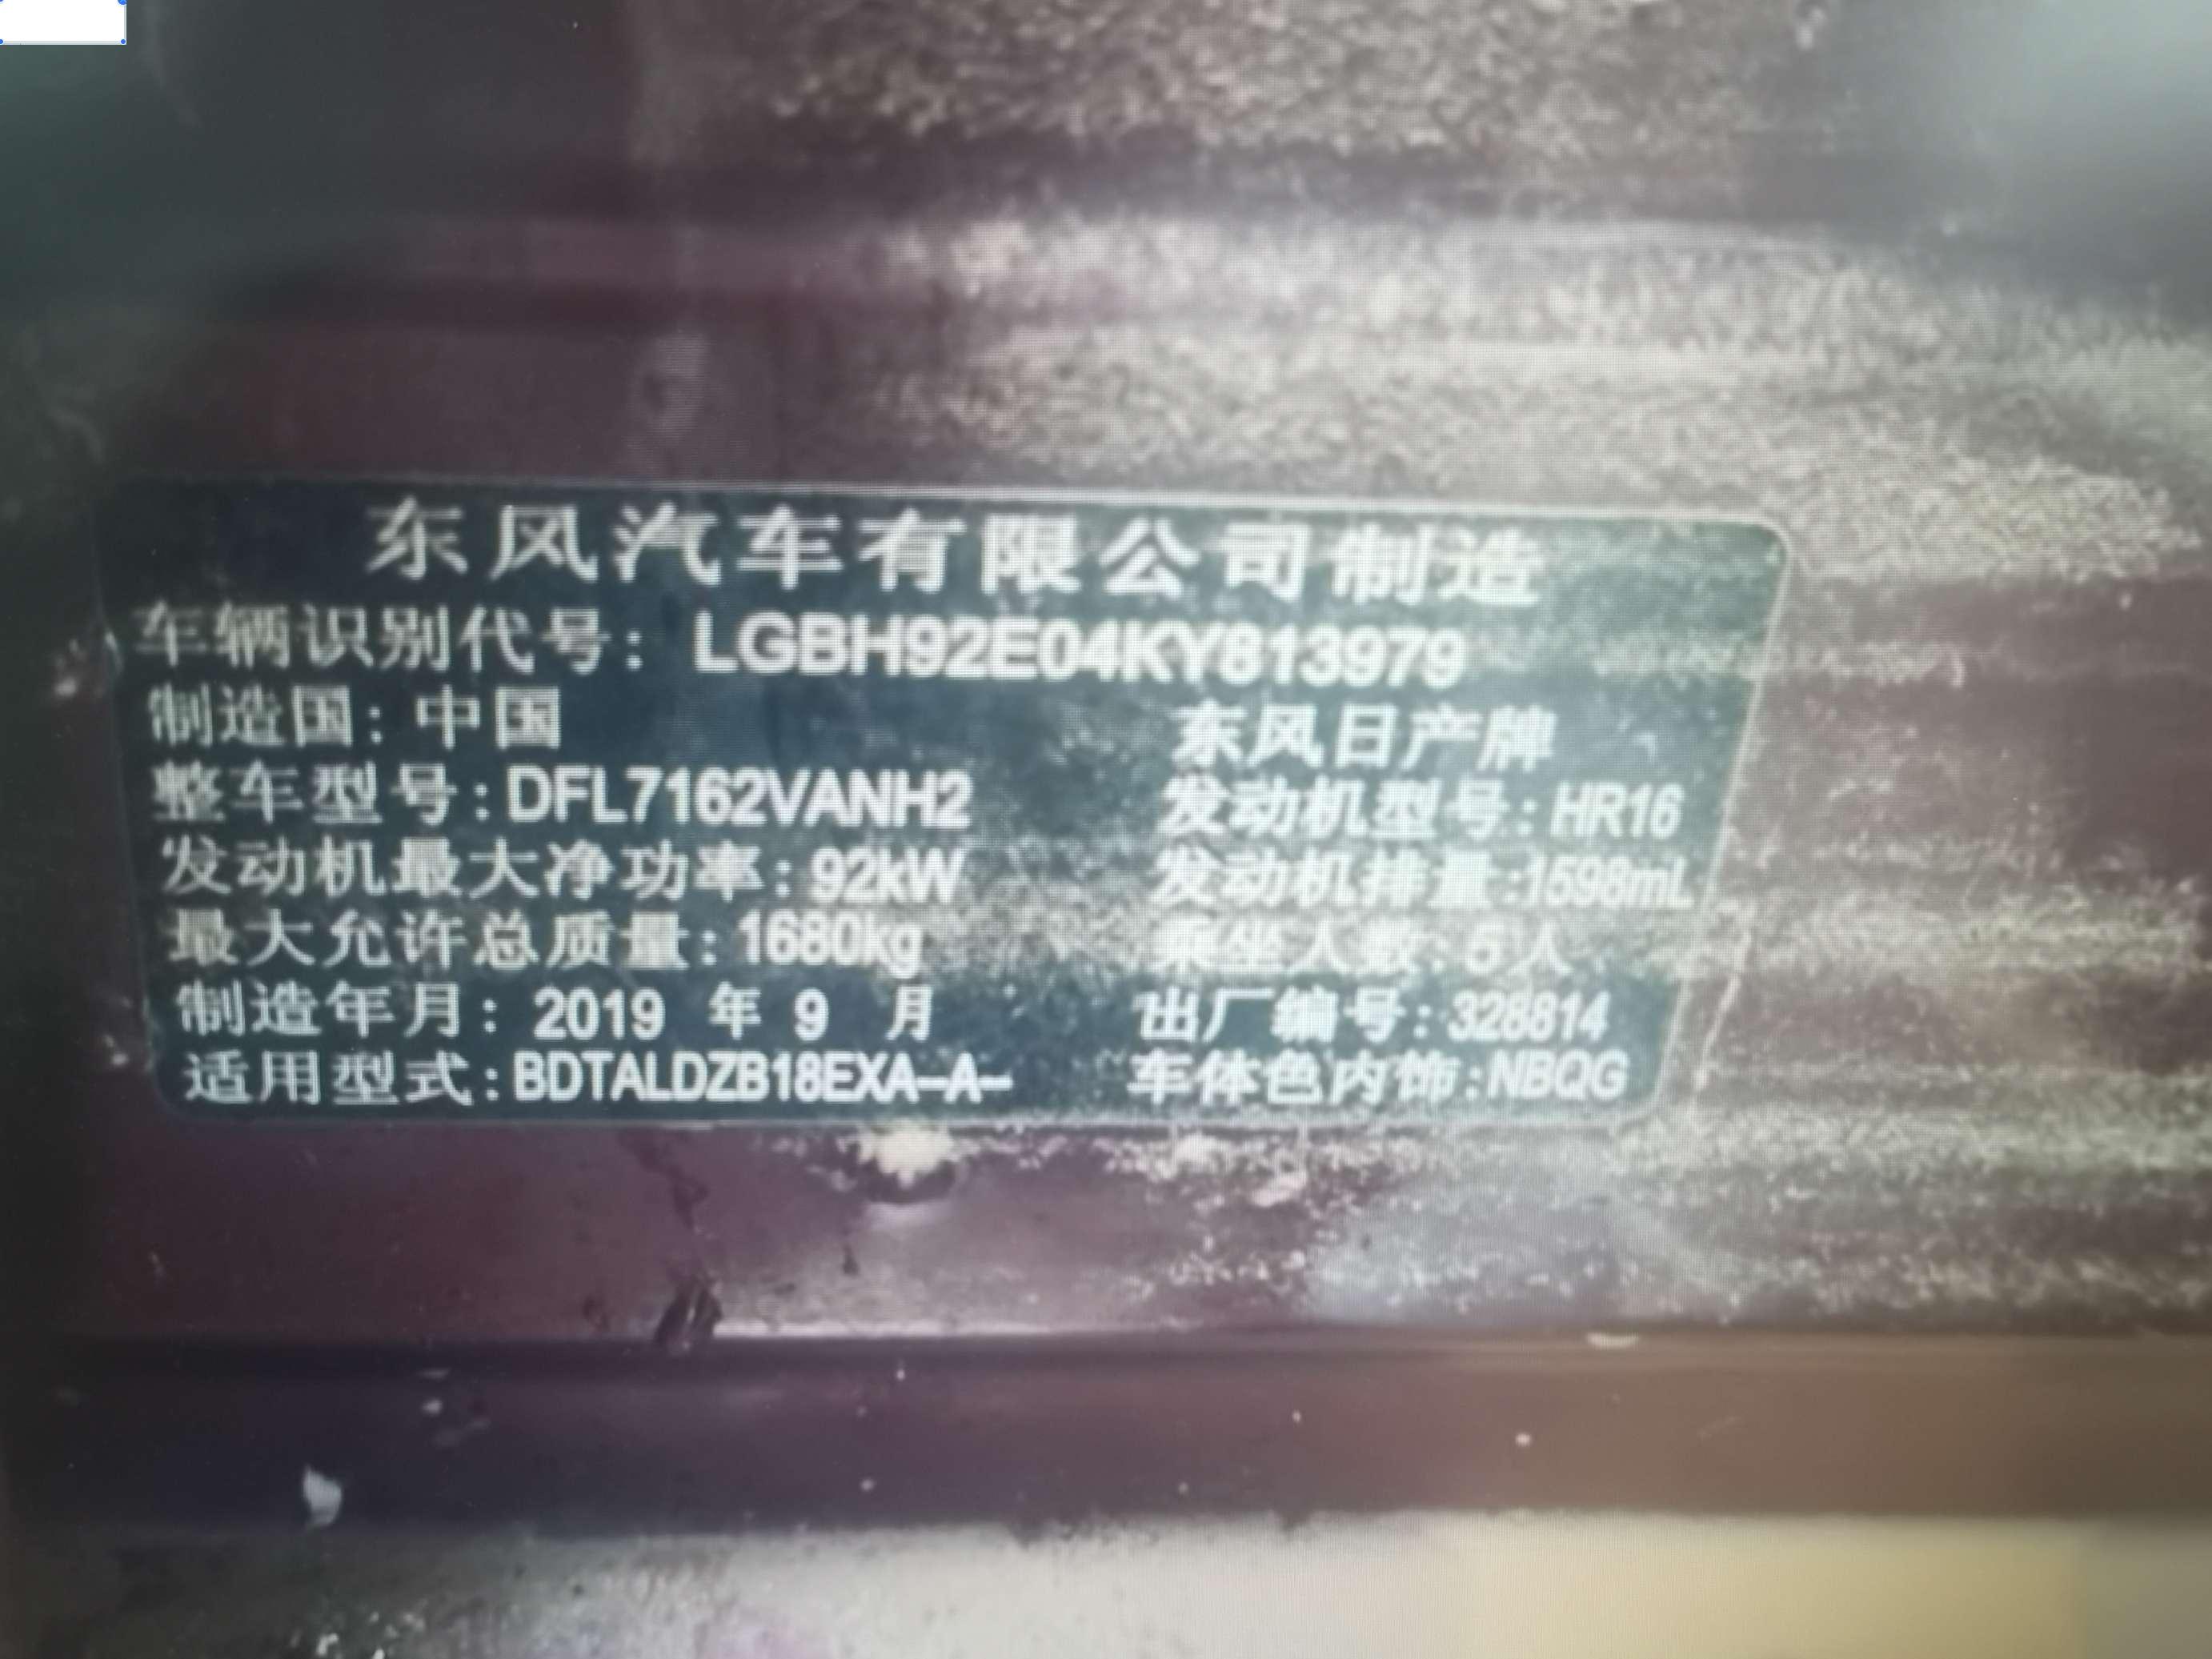 东风汽车有限公司制造
车辆识别代号：LGBH92E04KY813979
制造国：中国 东风日产牌
整车型号：DFL7162VANH2 发动机型号：HR16
发动机最大净功率：92kW 发动机排量：1598mL
最大允许总质量：1680kg 乘坐人数：5人
制造年月：2019 年 9 月 出厂编号：328814
适用型式：BDTALDZB18EXA-A- 车体色内饰：NBQG